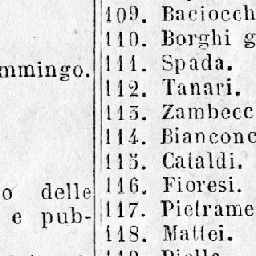 mmingo.
o delle
e pub-
109. Baciocch
110. Borghi g
111. Spada.
112. Tanari.
113. Zambecc
114. Bianconc
115. Cataldi.
116. Fioresi.
117. Pietrame
118. Mattei.